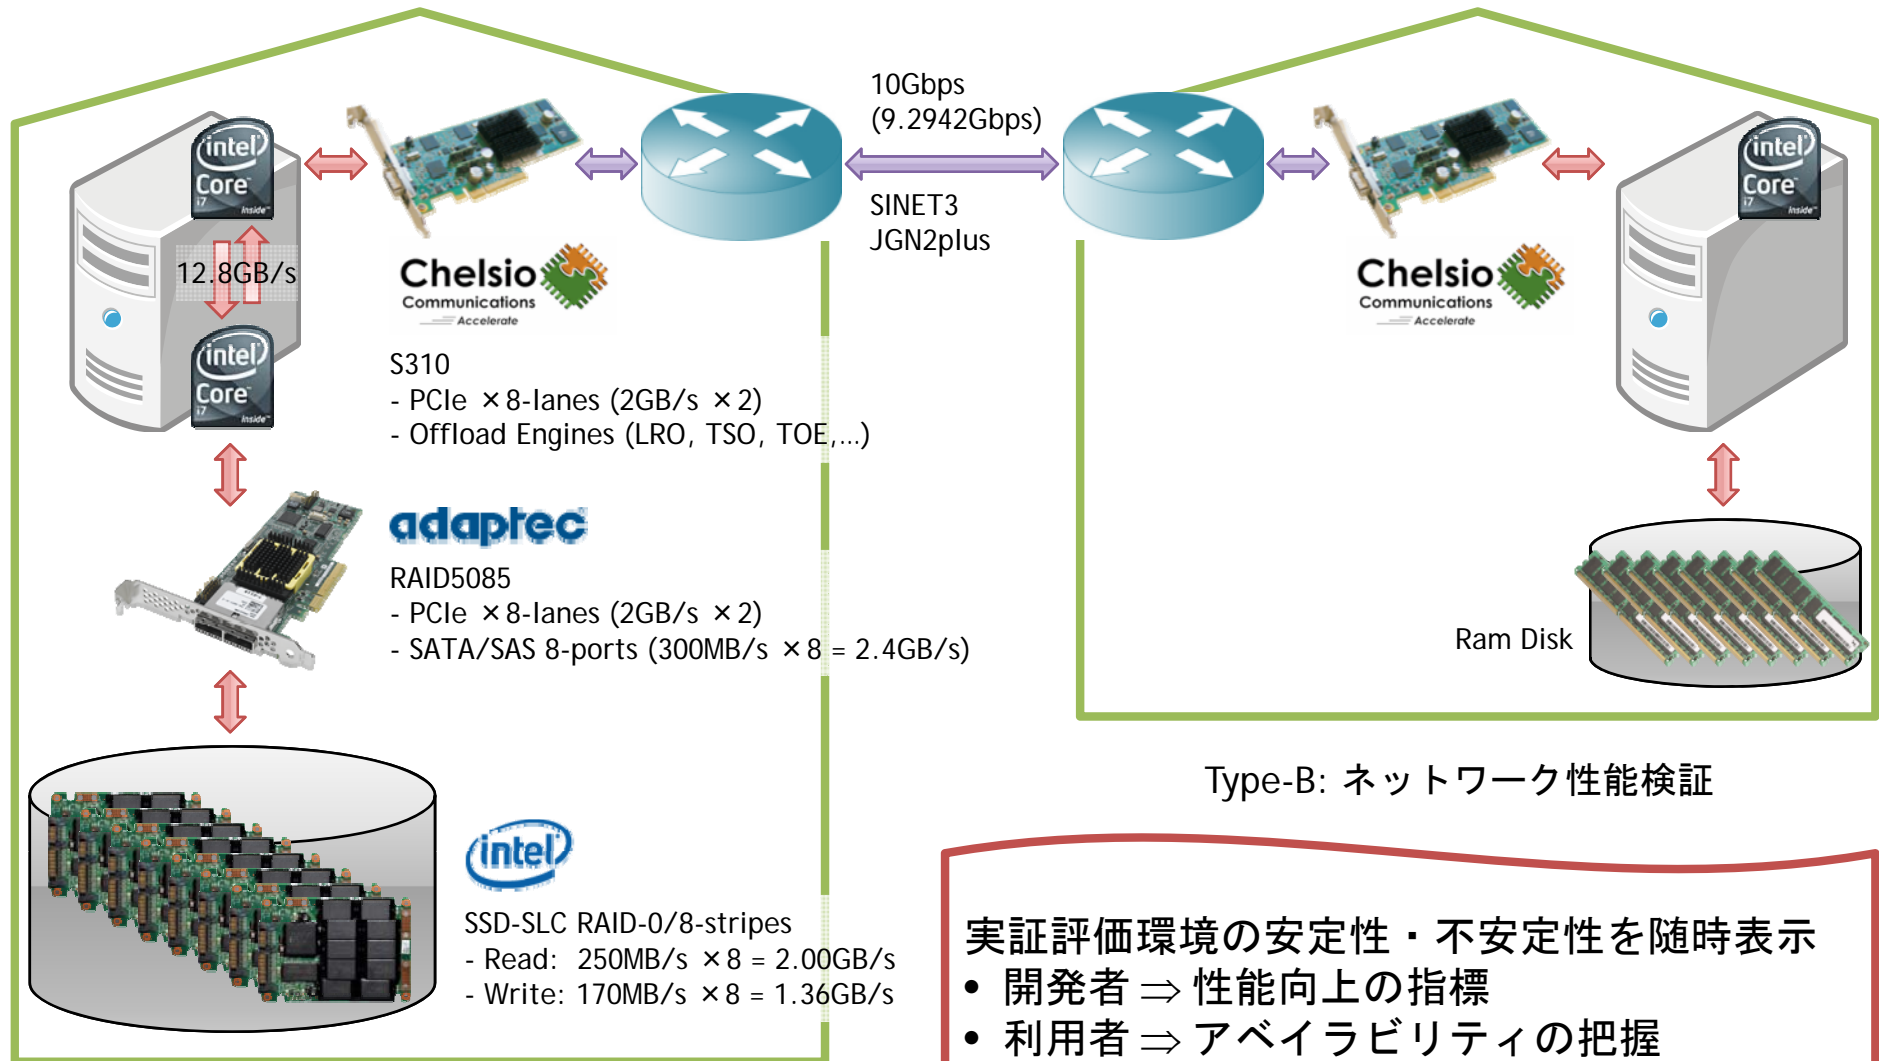 10Gbps
(9.2942Gbps)
SINET3
JGN2plus
intel
Core
i7
Inside
12.8GB/s
intel
Core
i7
Inside
Chelsio
Communications
Accelerate
S310
- PCIe ×8-lanes (2GB/s ×2)
- Offload Engines (LRO, TSO, TOE,...)
adaptec
RAID5085
- PCIe ×8-lanes (2GB/s ×2)
- SATA/SAS 8-ports (300MB/s ×8 = 2.4GB/s)
intel
SSD-SLC RAID-0/8-stripes
- Read: 250MB/s ×8 = 2.00GB/s
- Write: 170MB/s ×8 = 1.36GB/s
Chelsio
Communications
Accelerate
intel
Core
i7
Inside
Ram Disk
Type-B: ネットワーク性能検証
実証評価環境の安定性・不安定性を随時表示
• 開発者 ⇒ 性能向上の指標
• 利用者 ⇒ アベイラビリティの把握